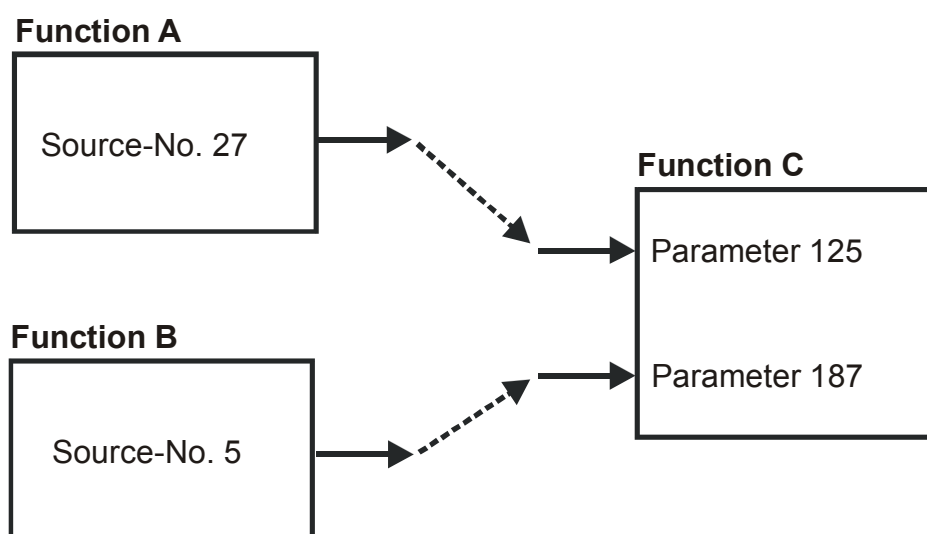 Function A
Source-No. 27
Function C
Parameter 125
Function B
Parameter 187
Source-No. 5